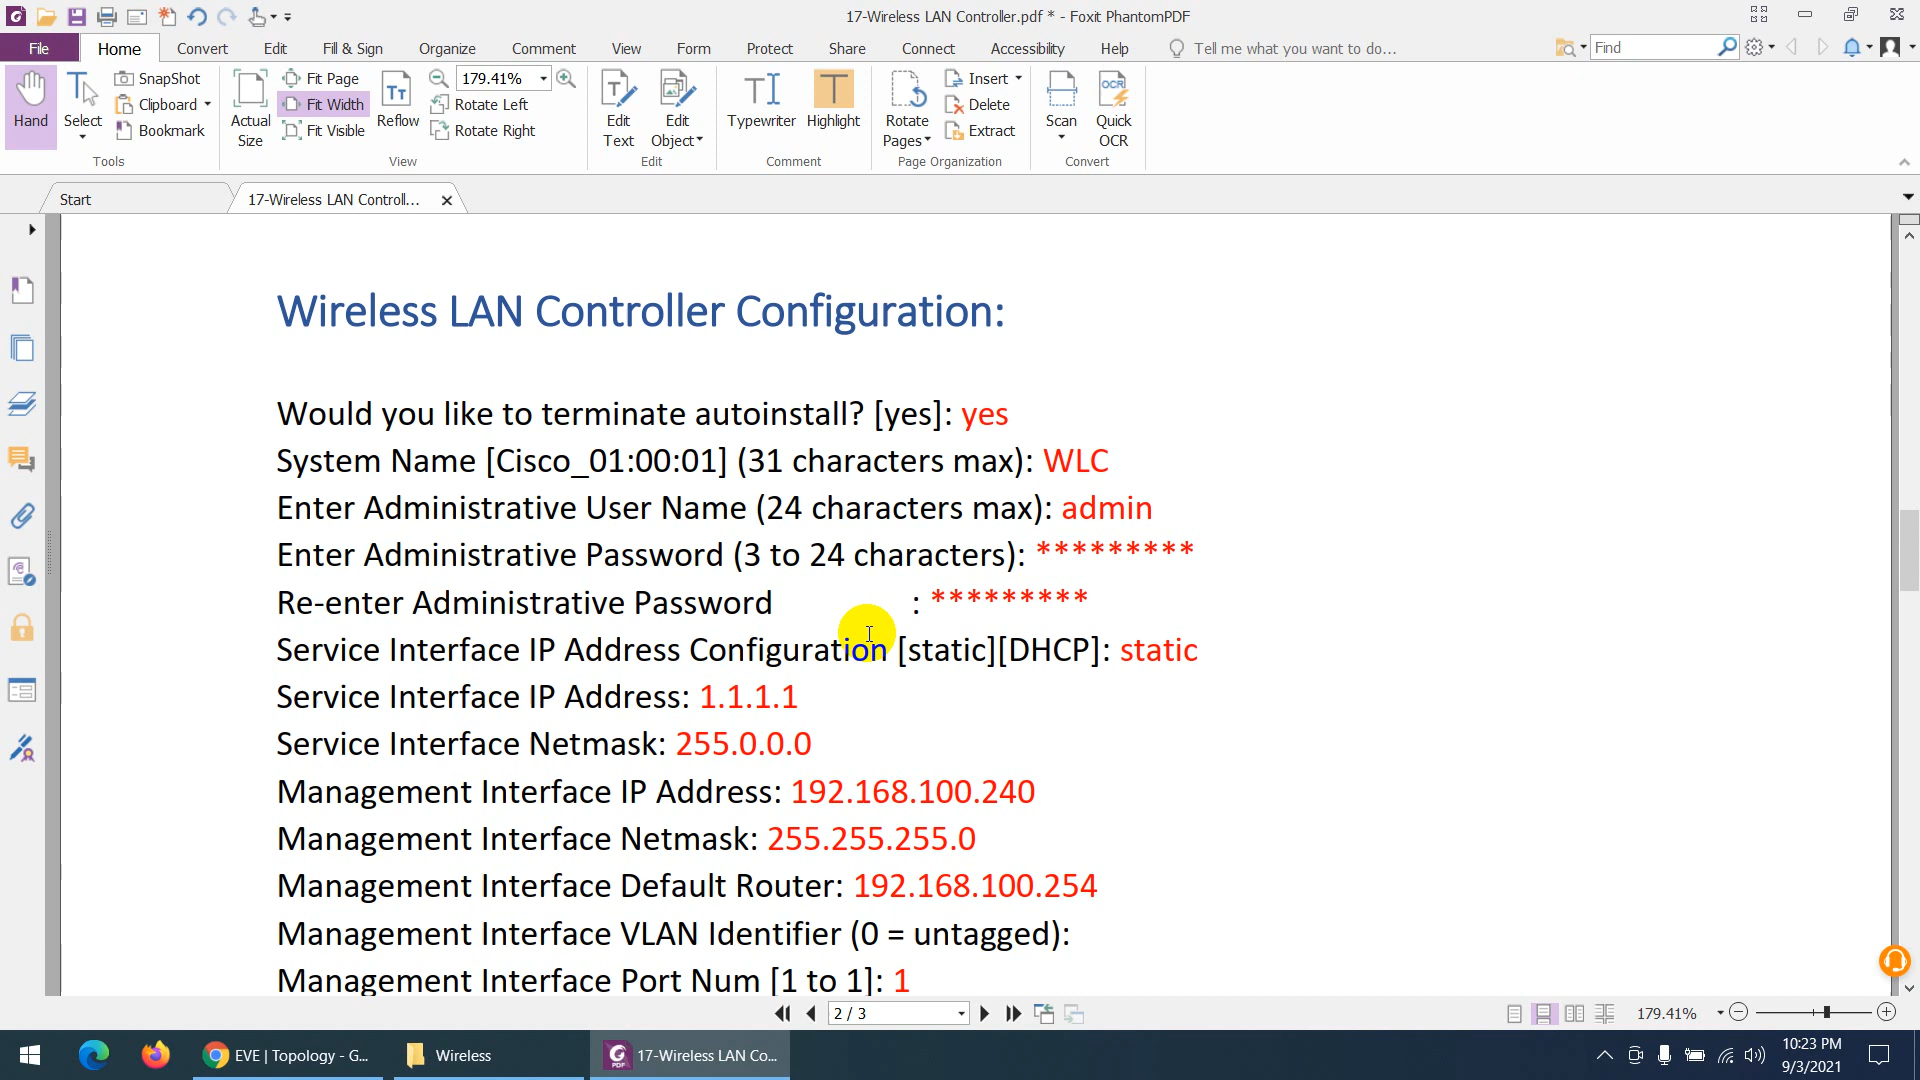 17-Wireless LAN Controller.pdf * - Foxit PhantomPDF
File Home Convert Edit Fill & Sign Organize Comment View Form Protect Share Connect Accessibility Help Tell me what you want to do... Find
Hand
Select
SnapShot
Clipboard
Bookmark
Tools
Actual
Size
Fit Page
Fit Width
Fit Visible
Reflow
179.41%
Rotate Left
Rotate Right
View
Edit
Text
Edit
Object
Edit
Typewriter
Highlight
Comment
Rotate
Pages
Insert
Delete
Extract
Page Organization
Scan
OCR
Quick
OCR
Convert
Start
17-Wireless LAN Controll...
Wireless LAN Controller Configuration:
Would you like to terminate autoinstall? [yes]: yes
System Name [Cisco_01:00:01] (31 characters max): WLC
Enter Administrative User Name (24 characters max): admin
Enter Administrative Password (3 to 24 characters): *********
Re-enter Administrative Password : *********
Service Interface IP Address Configuration [static][DHCP]: static
Service Interface IP Address: 1.1.1.1
Service Interface Netmask: 255.0.0.0
Management Interface IP Address: 192.168.100.240
Management Interface Netmask: 255.255.255.0
Management Interface Default Router: 192.168.100.254
Management Interface VLAN Identifier (0 = untagged):
Management Interface Port Num [1 to 1]: 1
2 / 3
179.41%
EVE | Topology - G...
Wireless
PDF
17-Wireless LAN Co...
10:23 PM
9/3/2021